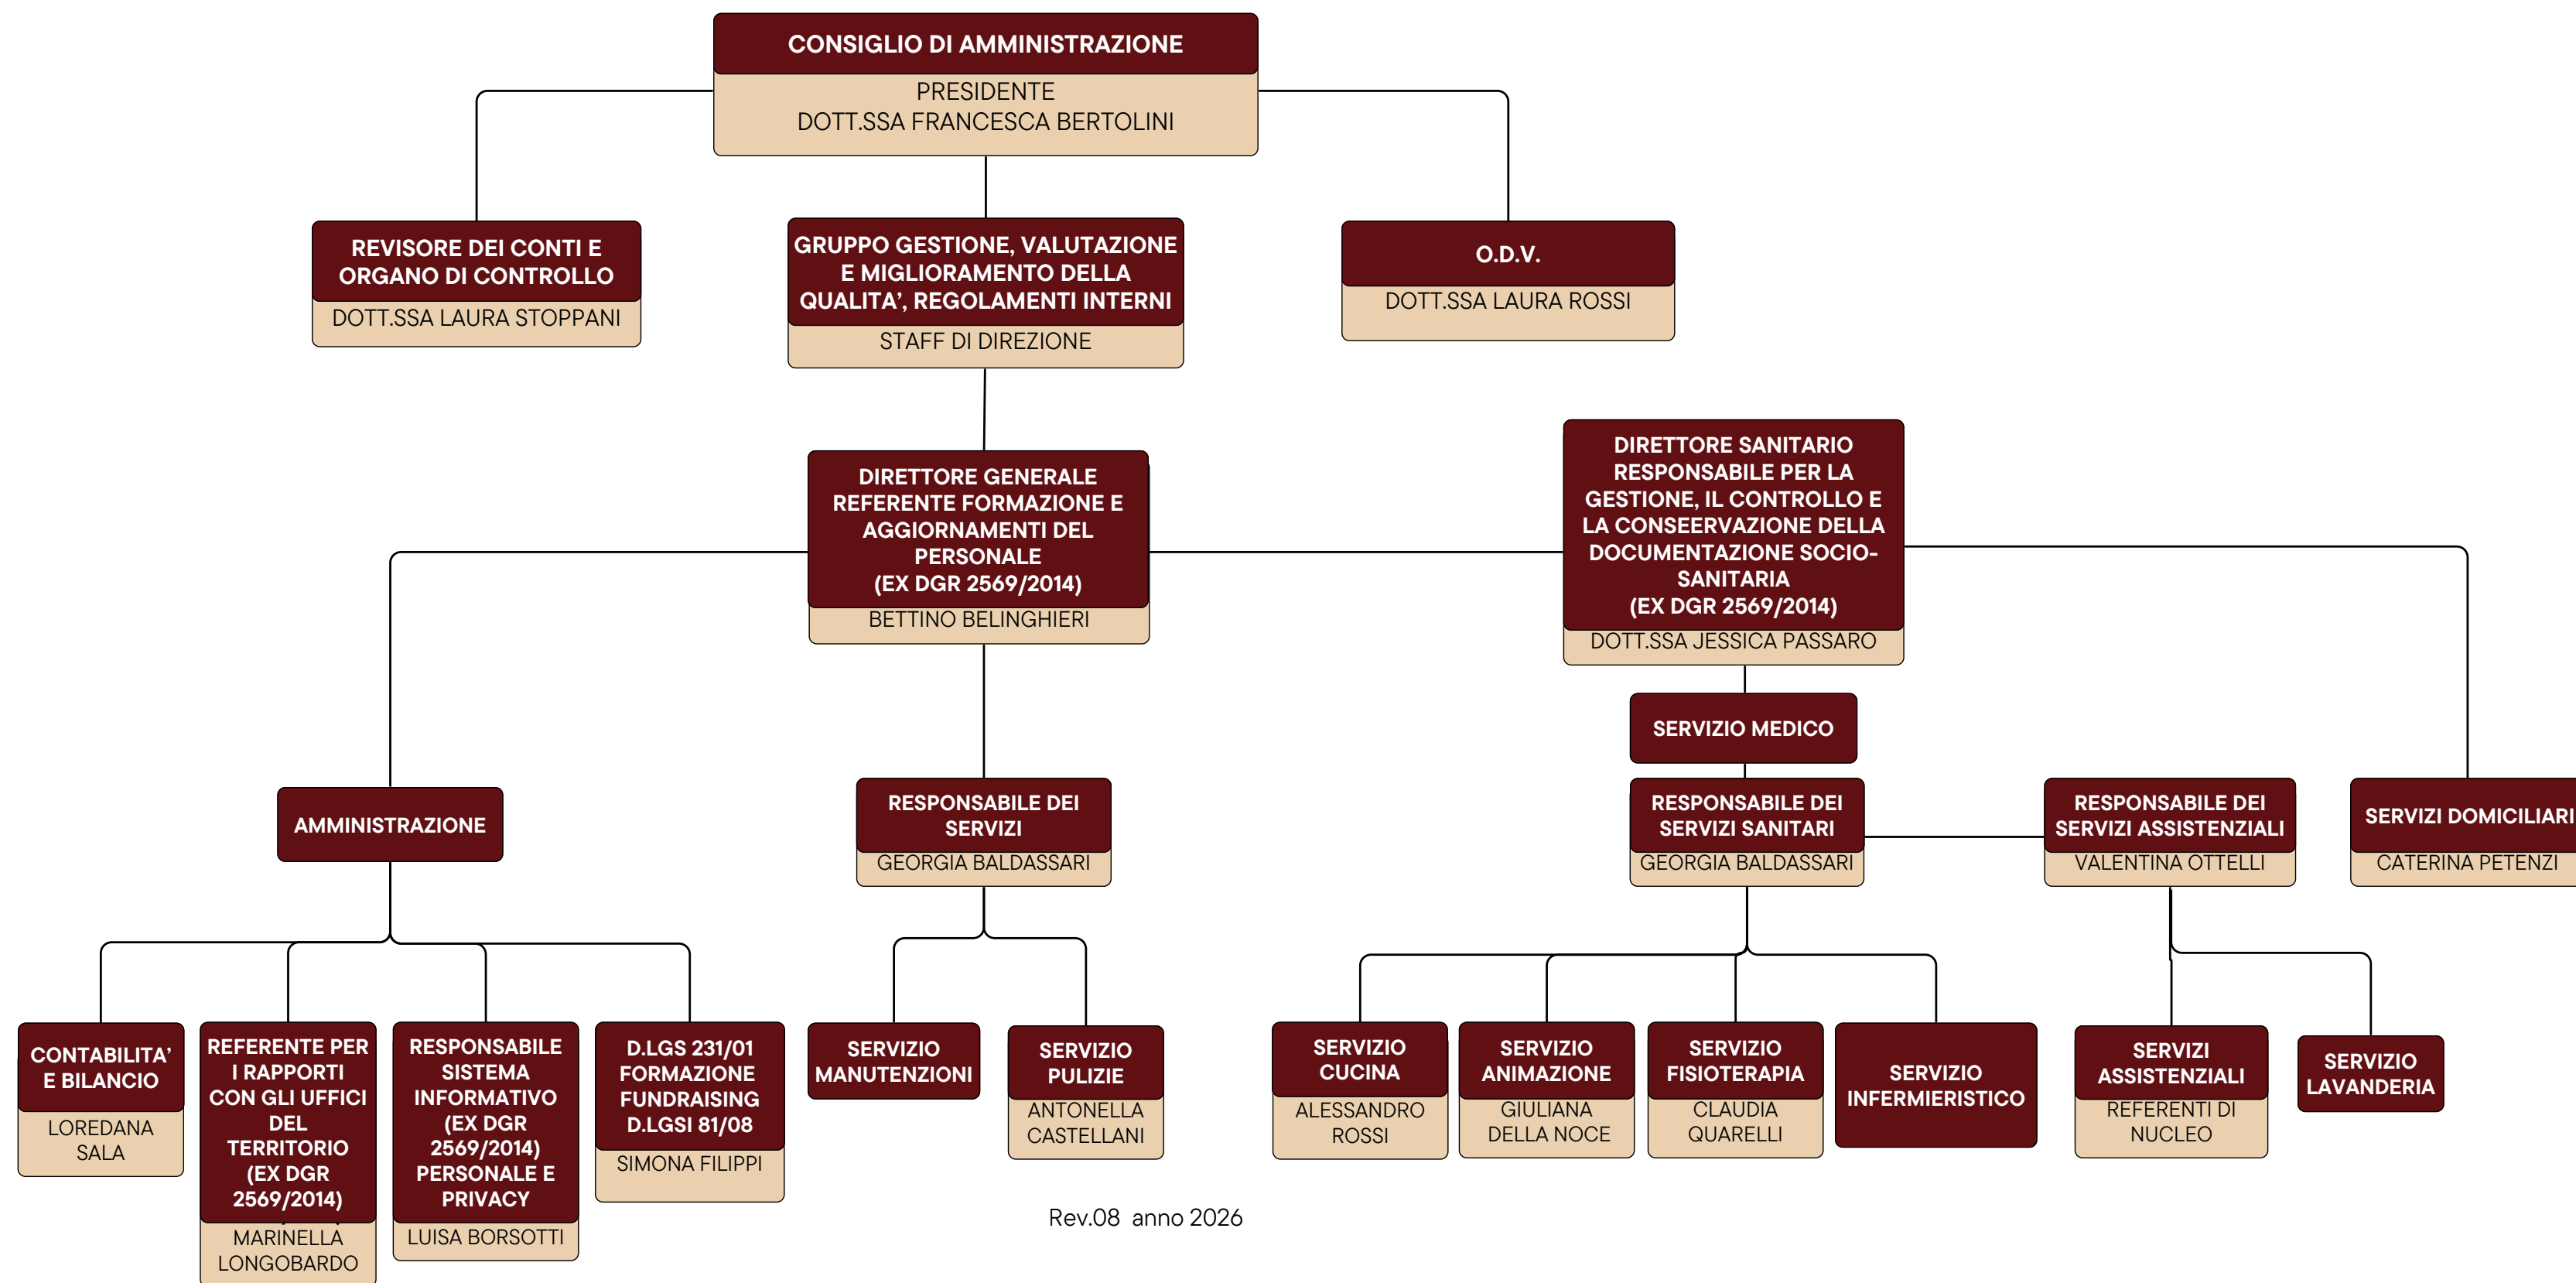 CONSIGLIO DI AMMINISTRAZIONE
PRESIDENTE
DOTT.SSA FRANCESCA BERTOLINI
REVISORE DEI CONTI E
ORGANO DI CONTROLLO
DOTT.SSA LAURA STOPPANI
GRUPPO GESTIONE, VALUTAZIONE
E MIGLIORAMENTO DELLA
QUALITA’, REGOLAMENTI INTERNI
STAFF DI DIREZIONE
O.D.V.
DOTT.SSA LAURA ROSSI
DIRETTORE GENERALE
REFERENTE FORMAZIONE E
AGGIORNAMENTI DEL
PERSONALE
(EX DGR 2569/2014)
BETTINO BELINGHIERI
DIRETTORE SANITARIO
RESPONSABILE PER LA
GESTIONE, IL CONTROLLO E
LA CONSEERVAZIONE DELLA
DOCUMENTAZIONE SOCIO-
SANITARIA
(EX DGR 2569/2014)
DOTT.SSA JESSICA PASSARO
SERVIZIO MEDICO
AMMINISTRAZIONE
RESPONSABILE DEI
SERVIZI
GEORGIA BALDASSARI
RESPONSABILE DEI
SERVIZI SANITARI
GEORGIA BALDASSARI
RESPONSABILE DEI
SERVIZI ASSISTENZIALI
VALENTINA OTTELLI
SERVIZI DOMICILIARI
CATERINA PETENZI
CONTABILITA’
E BILANCIO
LOREDANA
SALA
REFERENTE PER
I RAPPORTI
CON GLI UFFICI
DEL
TERRITORIO
(EX DGR
2569/2014)
MARINELLA
LONGOBARDO
RESPONSABILE
SISTEMA
INFORMATIVO
(EX DGR
2569/2014)
PERSONALE E
PRIVACY
LUISA BORSOTTI
D.LGS 231/01
FORMAZIONE
FUNDRAISING
D.LGSI 81/08
SIMONA FILIPPI
SERVIZIO
MANUTENZIONI
SERVIZIO
PULIZIE
ANTONELLA
CASTELLANI
SERVIZIO
CUCINA
ALESSANDRO
ROSSI
SERVIZIO
ANIMAZIONE
GIULIANA
DELLA NOCE
SERVIZIO
FISIOTERAPIA
CLAUDIA
QUARELLI
SERVIZIO
INFERMIERISTICO
SERVIZI
ASSISTENZIALI
REFERENTI DI
NUCLEO
SERVIZIO
LAVANDERIA
Rev.08 anno 2026